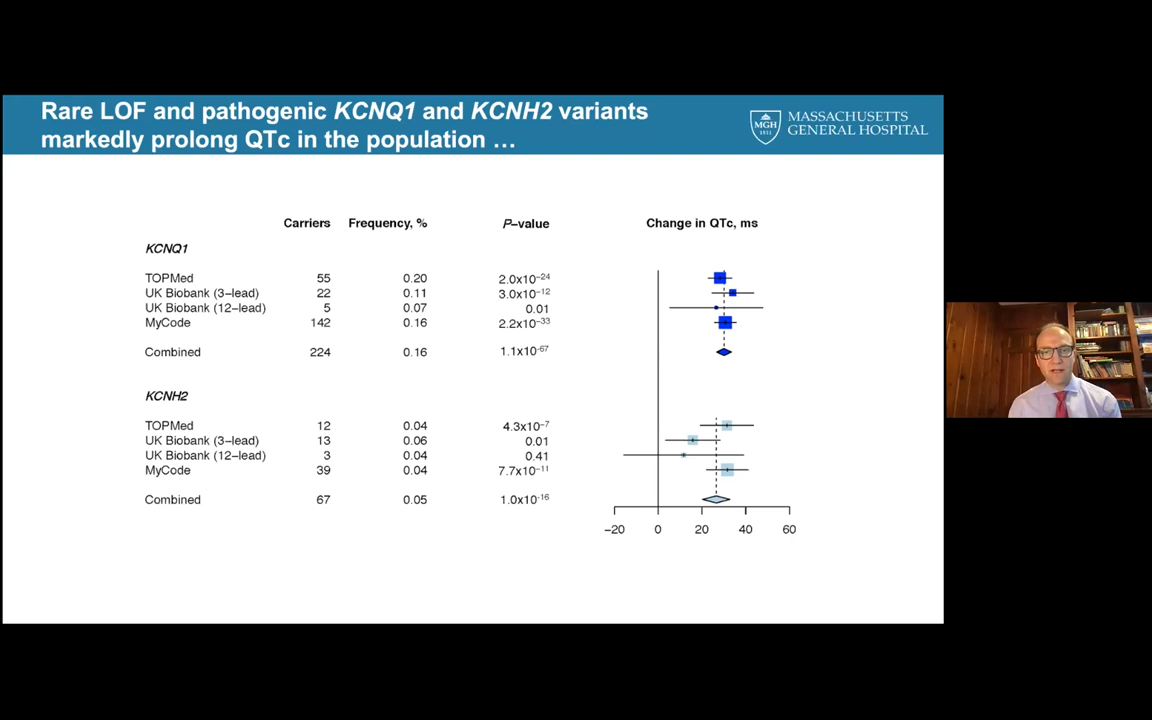 Rare LOF and pathogenic KCNQ1 and KCNH2 variants
markedly prolong QTc in the population …
MGH
1811
MASSACHUSETTS
GENERAL HOSPITAL
Carriers Frequency, % P–value Change in QTc, ms
KCNQ1
TOPMed 55 0.20 2.0x10⁻²⁴
UK Biobank (3–lead) 22 0.11 3.0x10⁻¹²
UK Biobank (12–lead) 5 0.07 0.01
MyCode 142 0.16 2.2x10⁻³³
Combined 224 0.16 1.1x10⁻⁶⁷
KCNH2
TOPMed 12 0.04 4.3x10⁻⁷
UK Biobank (3–lead) 13 0.06 0.01
UK Biobank (12–lead) 3 0.04 0.41
MyCode 39 0.04 7.7x10⁻¹¹
Combined 67 0.05 1.0x10⁻¹⁶
−20 0 20 40 60